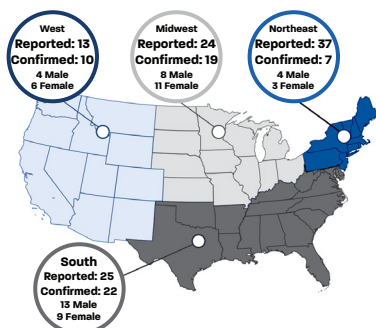 West
Reported: 13
Confirmed: 10
4 Male
6 Female
Midwest
Reported: 24
Confirmed: 19
8 Male
11 Female
Northeast
Reported: 37
Confirmed: 7
4 Male
3 Female
South
Reported: 25
Confirmed: 22
13 Male
9 Female